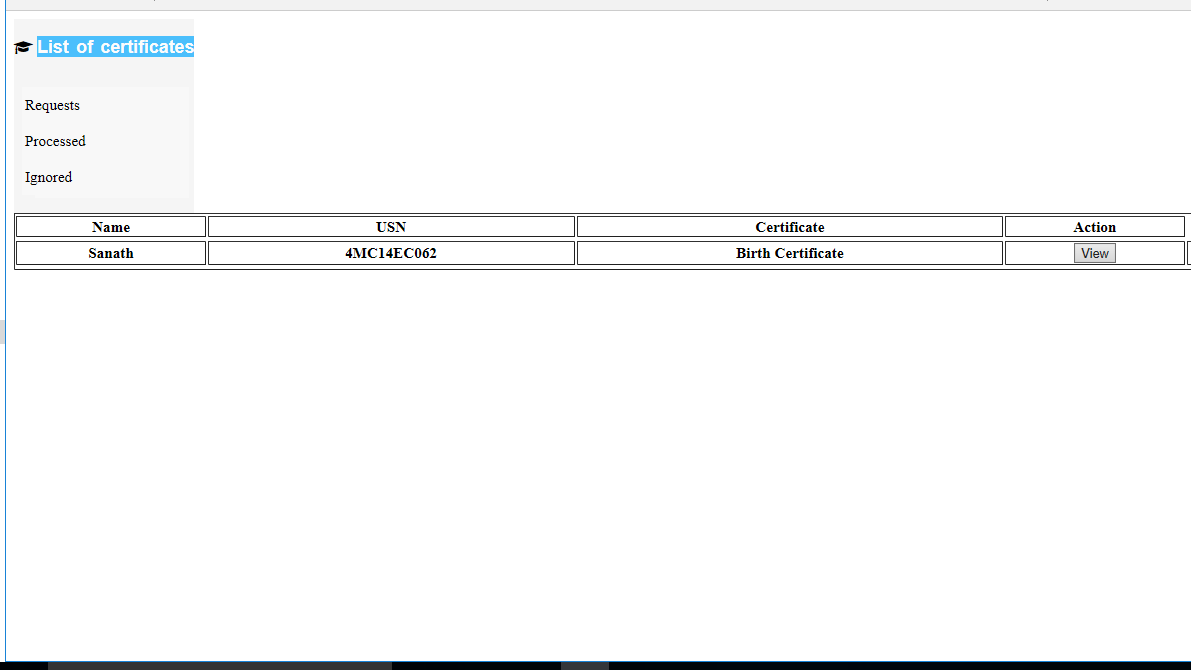 List of certificates
Requests
Processed
Ignored
Name USN Certificate Action
Sanath 4MC14EC062 Birth Certificate View